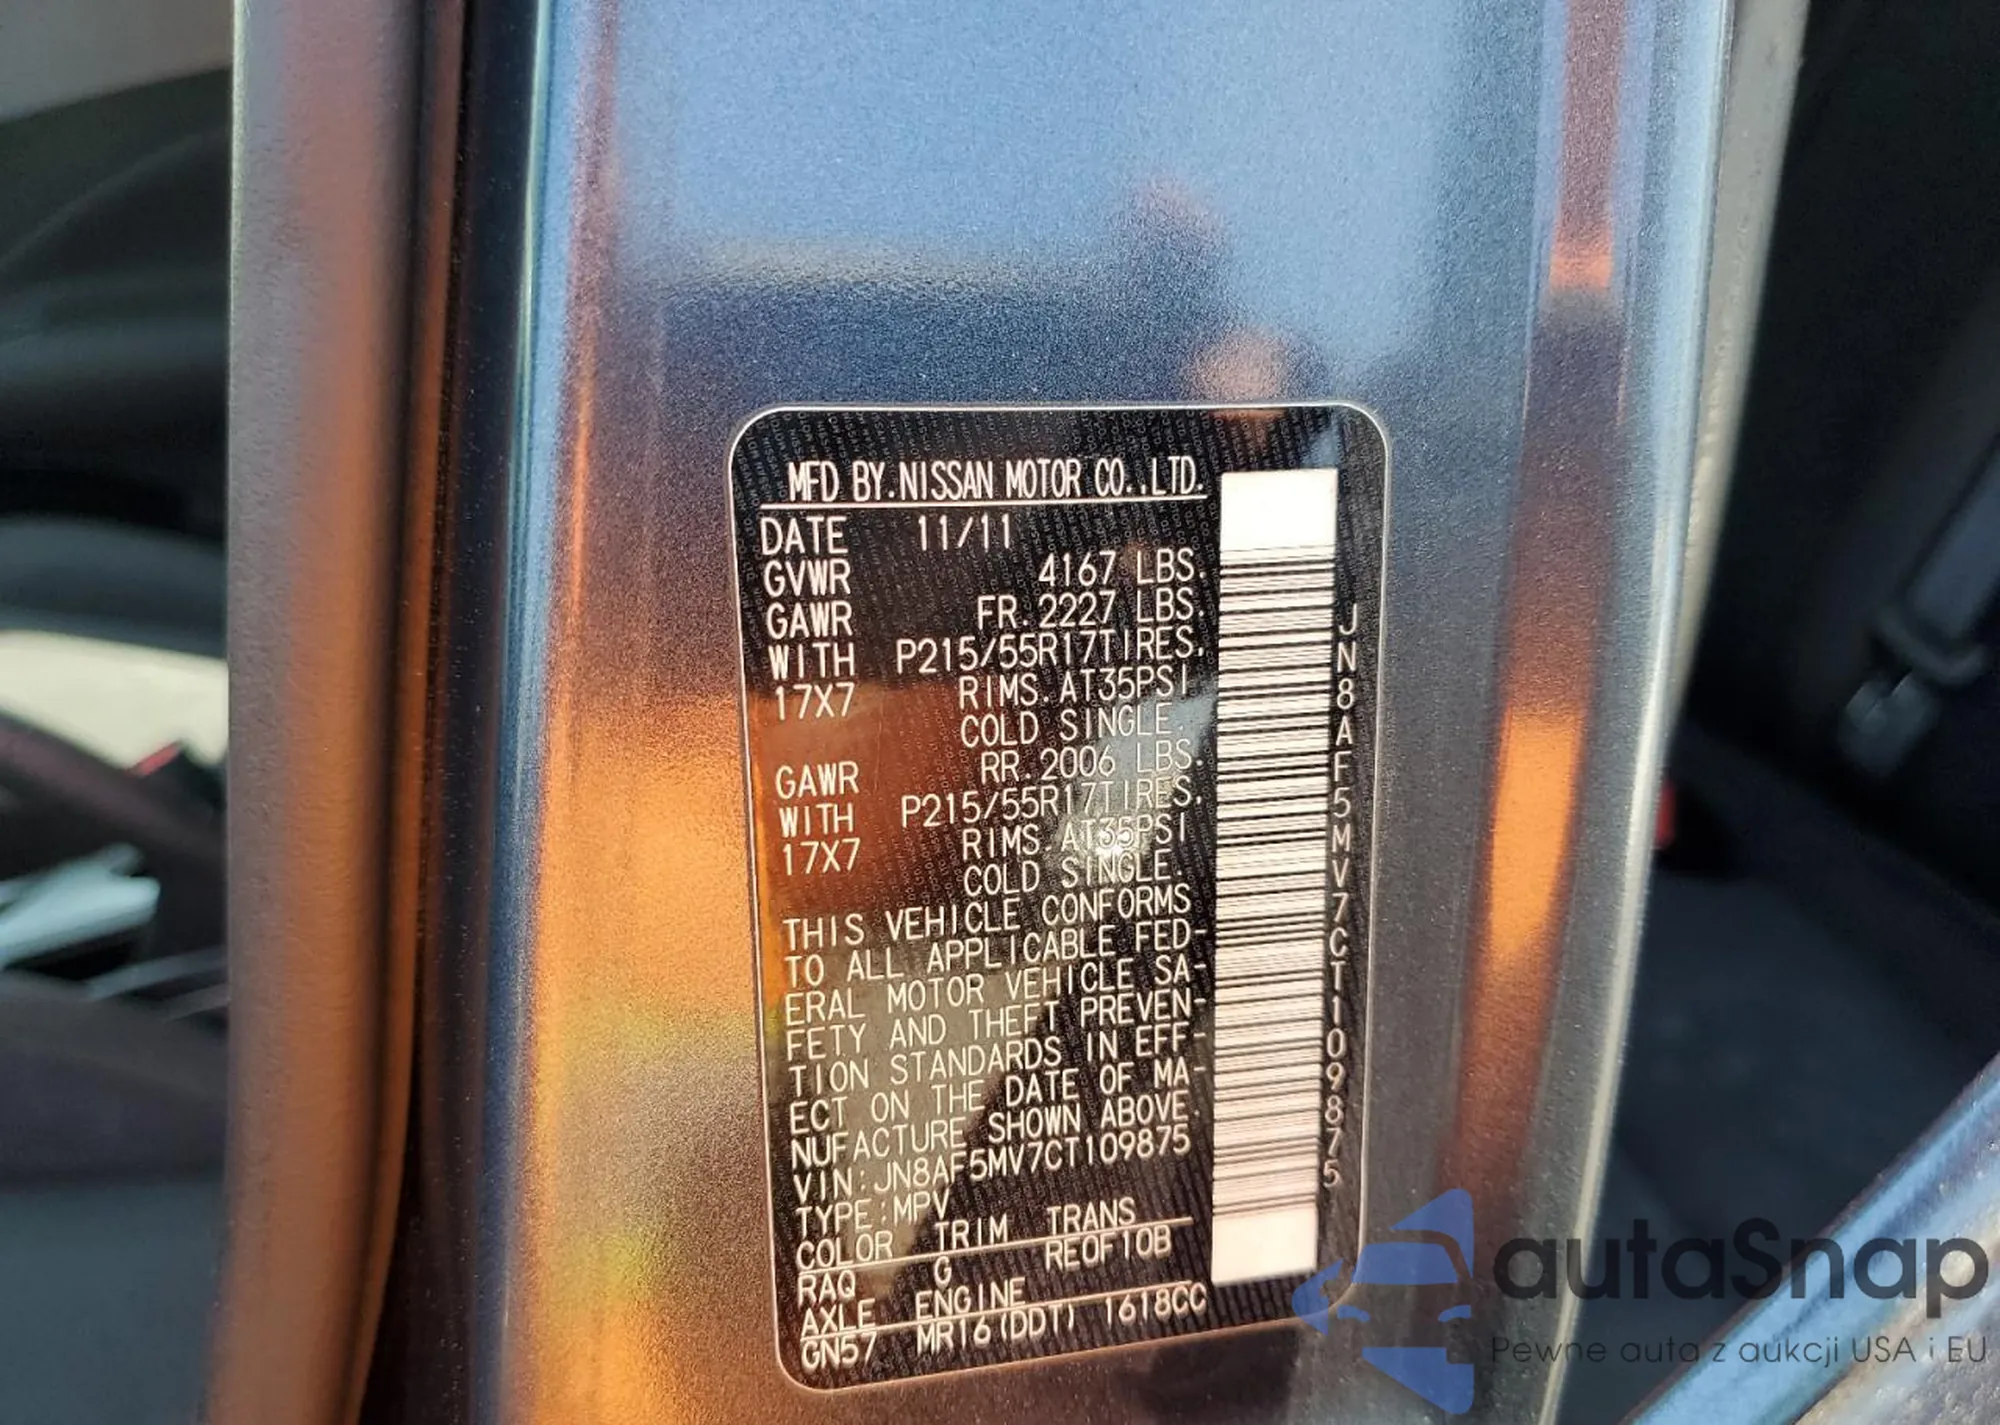 MFD BY.NISSAN MOTOR CO.,LTD.
DATE 11/11
GVWR 4167 LBS.
GAWR FR.2227 LBS.
WITH P215/55R17TIRES.
17X7 RIMS.AT35PSI
COLD SINGLE.
GAWR RR.2006 LBS.
WITH P215/55R17TIRES.
17X7 RIMS.AT35PSI
COLD SINGLE.
THIS VEHICLE CONFORMS
TO ALL APPLICABLE FED-
ERAL MOTOR VEHICLE SA-
FETY AND THEFT PREVEN-
TION STANDARDS IN EFF-
ECT ON THE DATE OF MA-
NUFACTURE SHOWN ABOVE.
VIN:JN8AF5MV7CT109875
TYPE:MPV
COLOR TRIM TRANS
RAQ G RE0F10B
AXLE ENGINE
GN57 MR16(DDT) 1618CC
JN8AF5MV7CT109875
autaSnap
Pewne auta z aukcji USA i EU